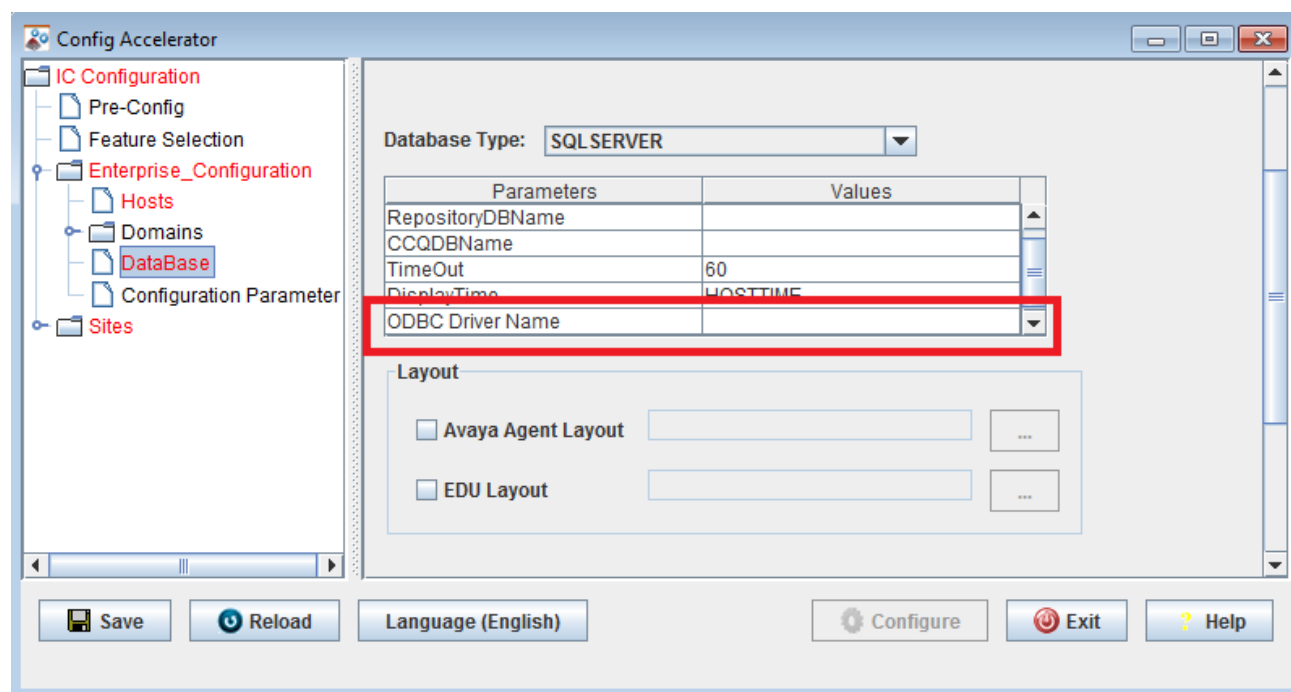 Config Accelerator
IC Configuration
Pre-Config
Feature Selection
Enterprise_Configuration
Hosts
Domains
DataBase
Configuration Parameter
Sites
Database Type: SQLSERVER
Parameters Values
RepositoryDBName
CCQDBName
TimeOut 60
DisplayTime HOSTTIME
ODBC Driver Name
Layout
Avaya Agent Layout ...
EDU Layout ...
Save Reload Language (English) Configure Exit ? Help